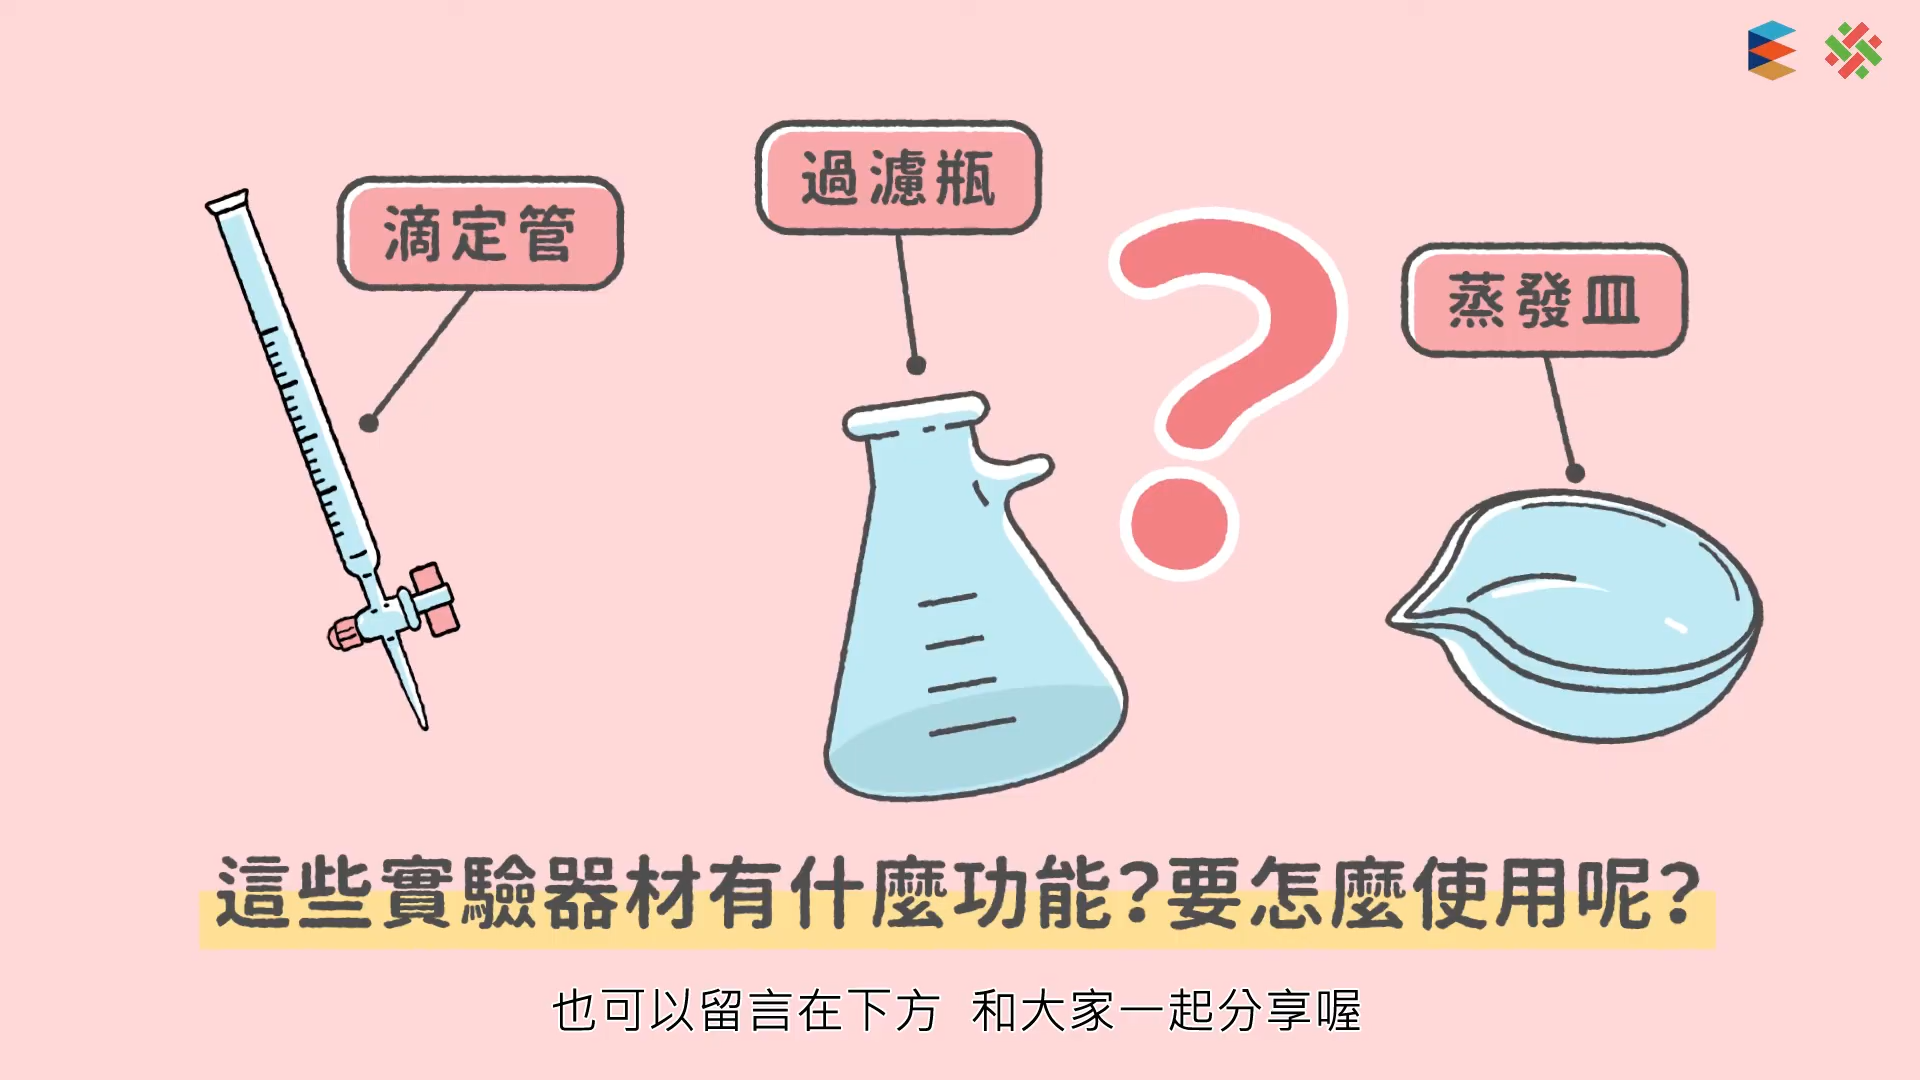 滴定管
過濾瓶
蒸發皿
這些實驗器材有什麼功能?要怎麼使用呢?
也可以留言在下方 和大家一起分享喔